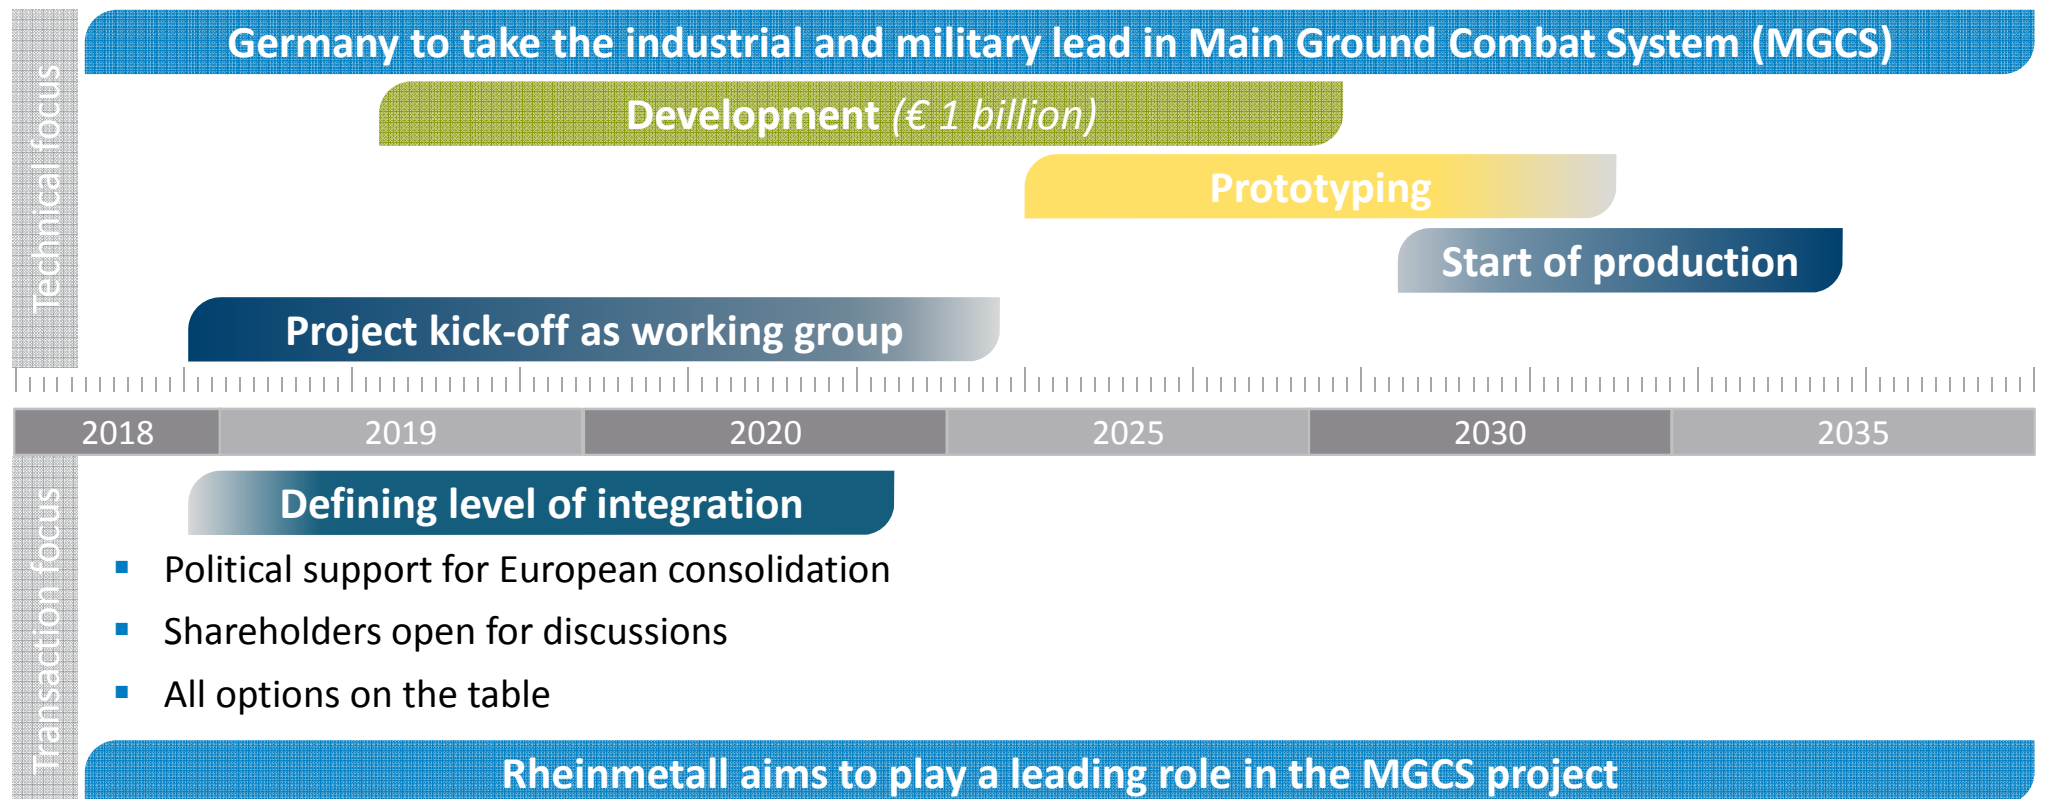 Technical focus
Germany to take the industrial and military lead in Main Ground Combat System (MGCS)
Development (€ 1 billion)
Prototyping
Start of production
Project kick-off as working group
2018 2019 2020 2025 2030 2035
Transaction focus
Defining level of integration
▪ Political support for European consolidation
▪ Shareholders open for discussions
▪ All options on the table
Rheinmetall aims to play a leading role in the MGCS project